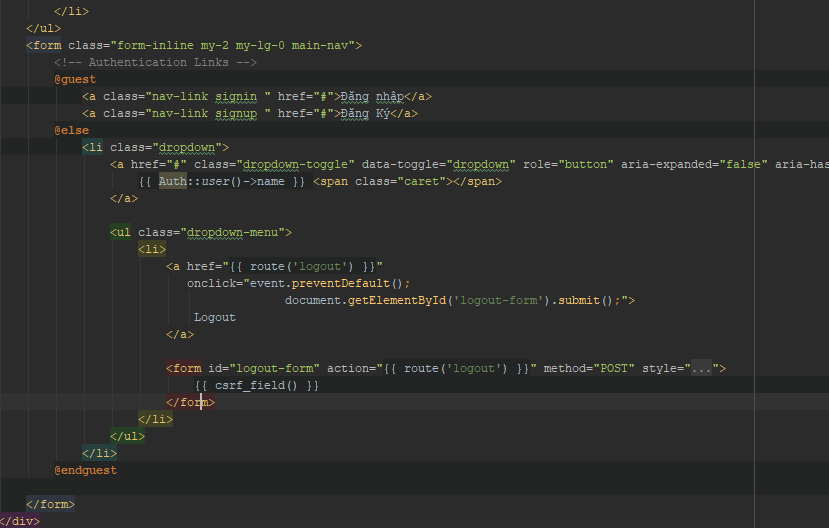 </li>
</ul>
<form class="form-inline my-2 my-lg-0 main-nav">
<!-- Authentication Links -->
@guest
<a class="nav-link signin " href="#">Đăng nhập</a>
<a class="nav-link signup " href="#">Đăng Ký</a>
@else
<li class="dropdown">
<a href="#" class="dropdown-toggle" data-toggle="dropdown" role="button" aria-expanded="false" aria-has
{{ Auth::user()->name }} <span class="caret"></span>
</a>
<ul class="dropdown-menu">
<li>
<a href="{{ route('logout') }}"
onclick="event.preventDefault();
document.getElementById('logout-form').submit();">
Logout
</a>
<form id="logout-form" action="{{ route('logout') }}" method="POST" style="...">
{{ csrf_field() }}
</form>
</li>
</ul>
</li>
@endguest
</form>
</div>